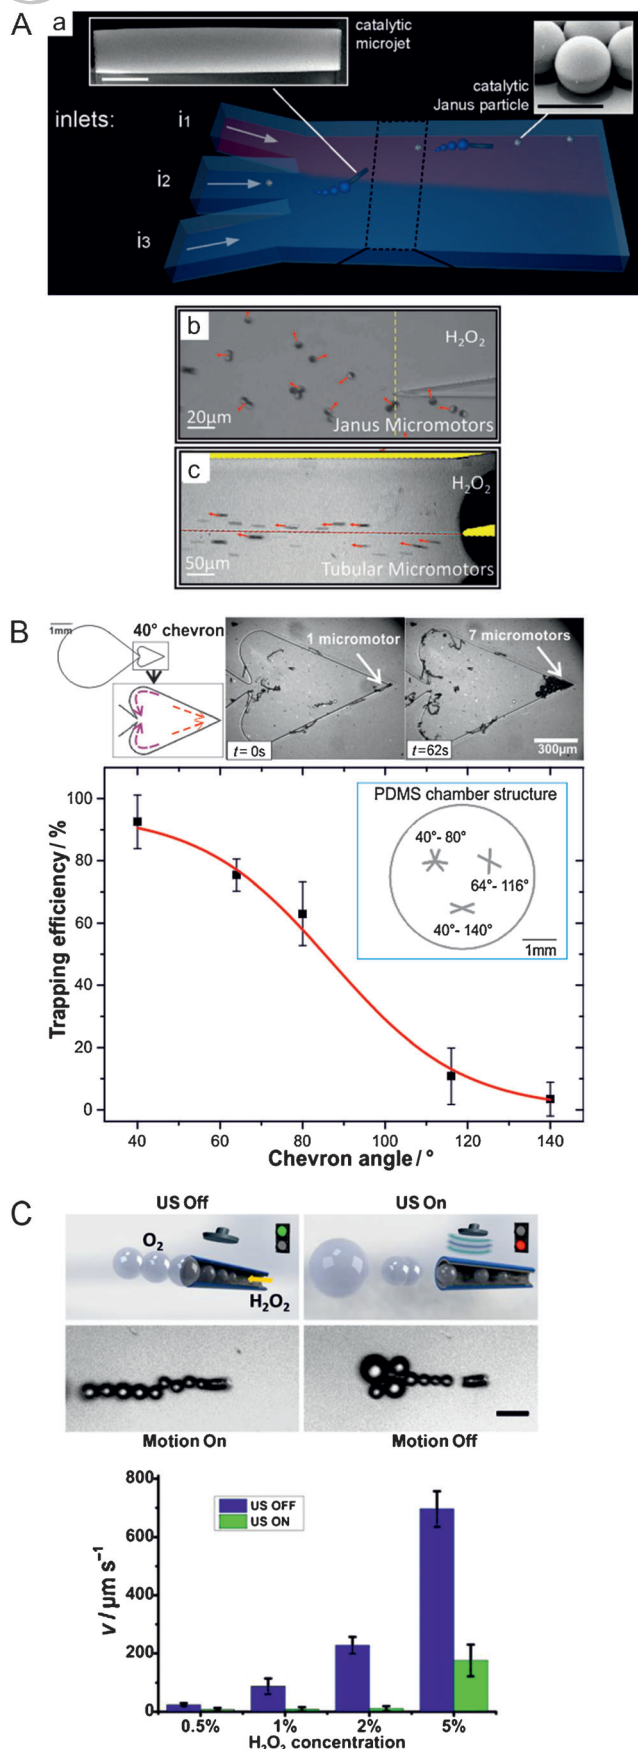 A
a
catalytic
microjet
catalytic
Janus particle
inlets:
i1
i2
i3
b
H2O2
20µm
Janus Micromotors
c
H2O2
50µm
Tubular Micromotors
B
1mm
40° chevron
1 micromotor
7 micromotors
t = 0s
t = 62s
300µm
Trapping efficiency / %
100
80
60
40
20
0
PDMS chamber structure
40°- 80°
64°- 116°
40°- 140°
1mm
40
60
80
100
120
140
Chevron angle / °
C
US Off
US On
O2
H2O2
Motion On
Motion Off
v / µm s−1
800
600
400
200
0
US OFF
US ON
0.5%
1%
2%
5%
H2O2 concentration